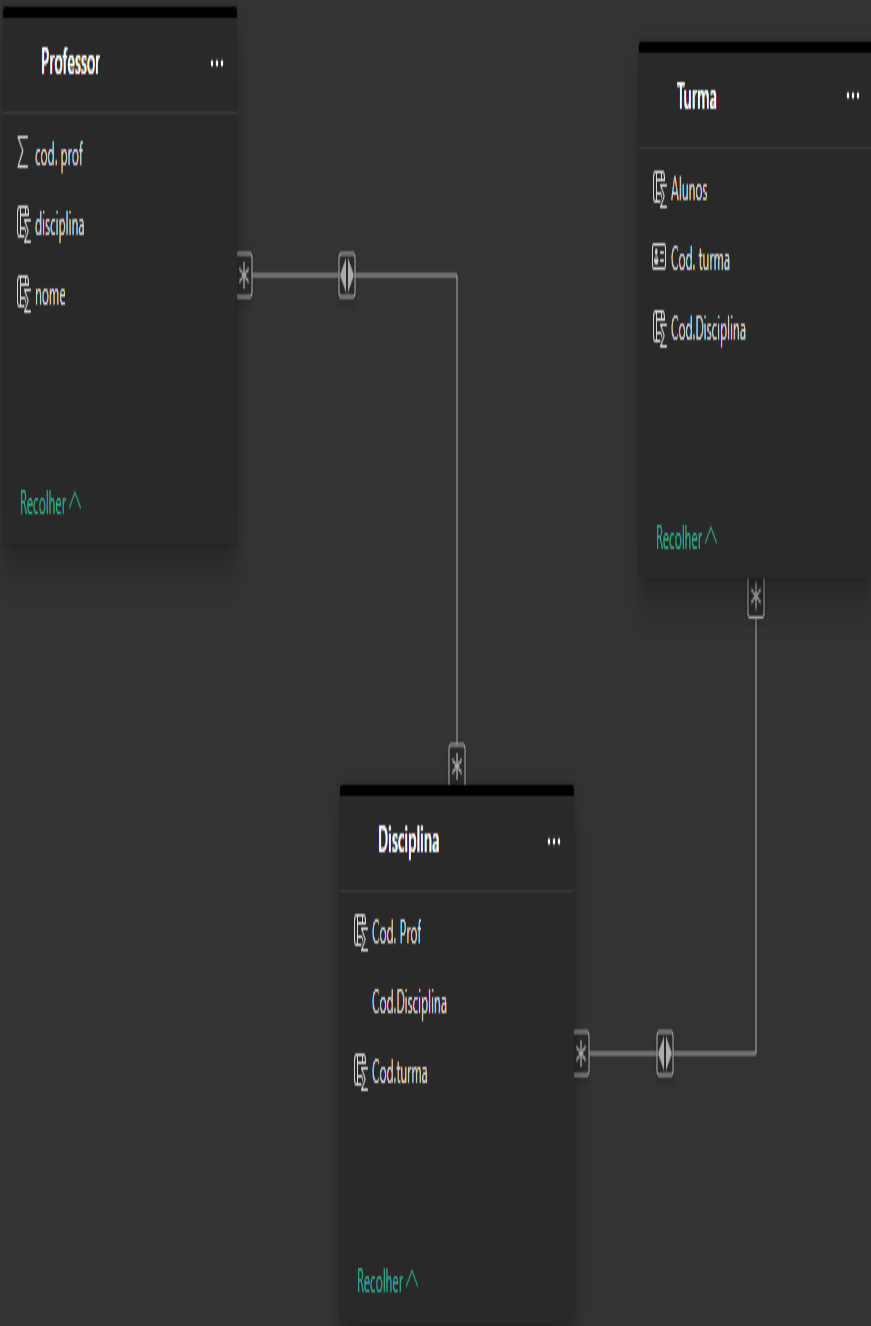 Professor
cod. prof
disciplina
nome
Recolher
Turma
Alunos
Cod. turma
Cod.Disciplina
Recolher
Disciplina
Cod. Prof
Cod.Disciplina
Cod.turma
Recolher